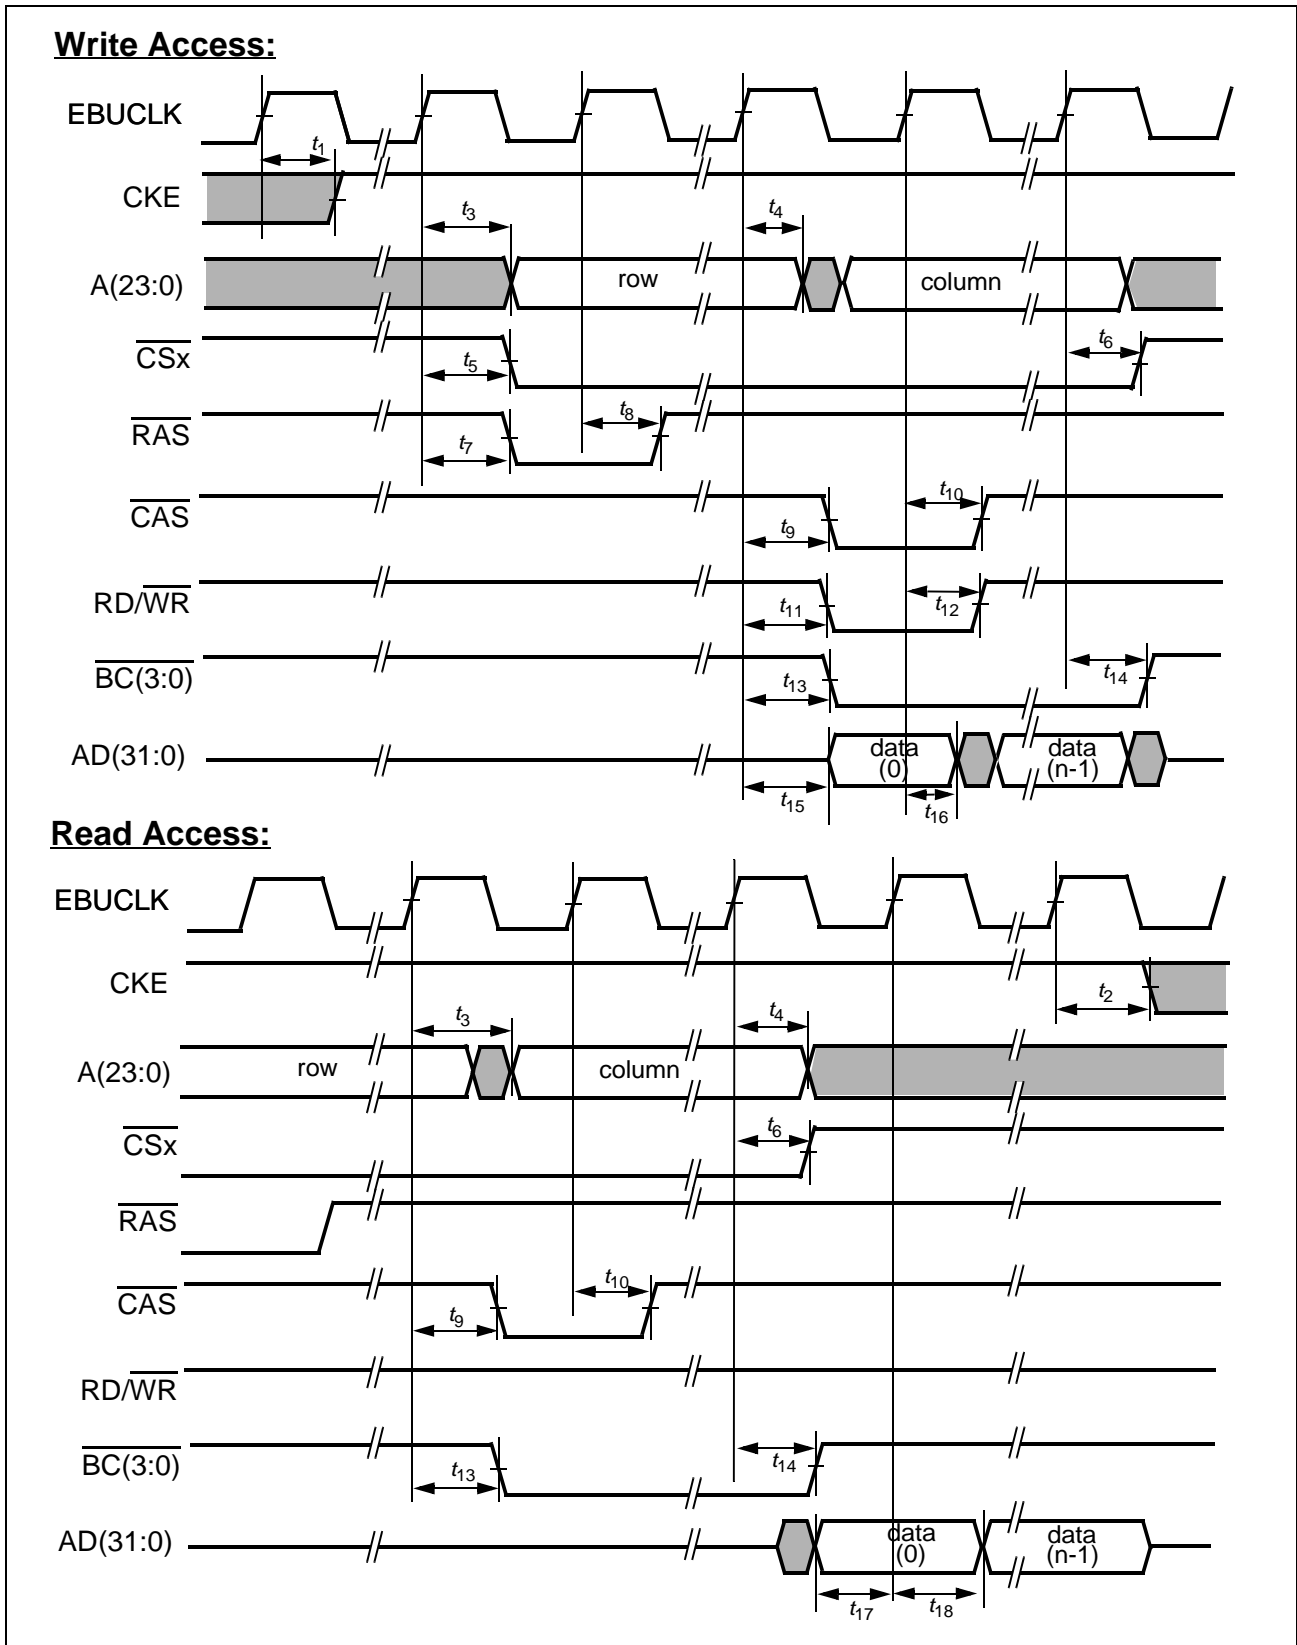 Write Access:
EBUCLK
t1
CKE
t3
t4
A(23:0)
row
column
CSx
t5
t6
RAS
t7
t8
CAS
t9
t10
RD/WR
t11
t12
BC(3:0)
t13
t14
AD(31:0)
data
(0)
data
(n-1)
t15
t16
Read Access:
EBUCLK
CKE
t2
t3
t4
A(23:0)
row
column
CSx
t6
RAS
CAS
t9
t10
RD/WR
BC(3:0)
t13
t14
AD(31:0)
data
(0)
data
(n-1)
t17
t18